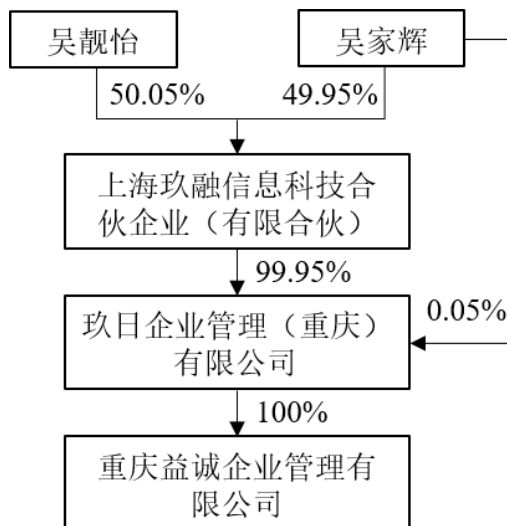 吴靓怡
吴家辉
50.05%
49.95%
上海玖融信息科技合
伙企业（有限合伙）
99.95%
玖日企业管理（重庆）
有限公司
0.05%
100%
重庆益诚企业管理有
限公司